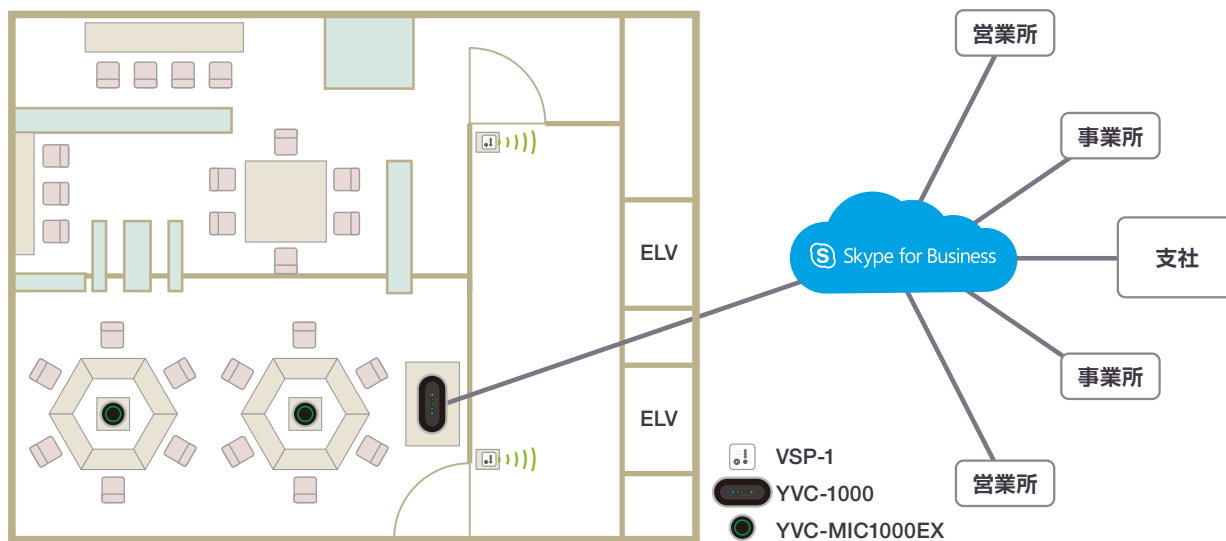 営業所
事業所
ELV
Skype for Business
支社
事業所
ELV
営業所
VSP-1
YVC-1000
YVC-MIC1000EX